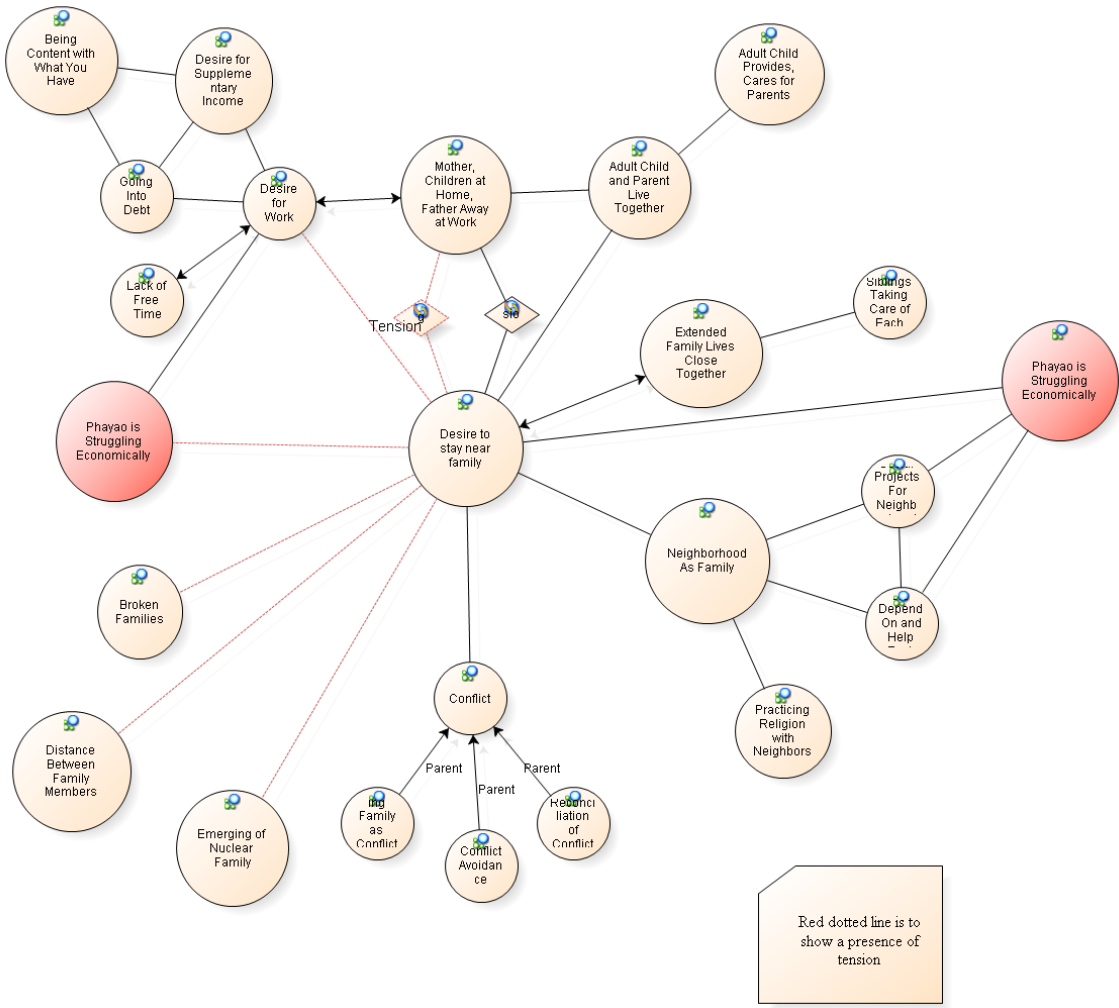 Being
Content with
What You
Have
Desire for
Suppleme
ntary
Income
Adult Child
Provides,
Cares for
Parents
Going
Into
Debt
Desire
for
Work
Mother,
Children at
Home,
Father Away
at Work
Adult Child
and Parent
Live
Together
Lack of
Free
Time
Tension
Extended
Family Lives
Close
Together
Siblings
Taking
Care of
Each
Phayao is
Struggling
Economically
Phayao is
Struggling
Economically
Desire to
stay near
family
Projects
For
Neighb
Neighborhood
As Family
Depend
On and
Help
Broken
Families
Conflict
Practicing
Religion
with
Neighbors
Distance
Between
Family
Members
Parent
Parent
Parent
Emerging of
Nuclear
Family
ing
Family
as
Conflict
Conflict
Avoidan
ce
Reconci
liation
of
Conflict
Red dotted line is to
show a presence of
tension